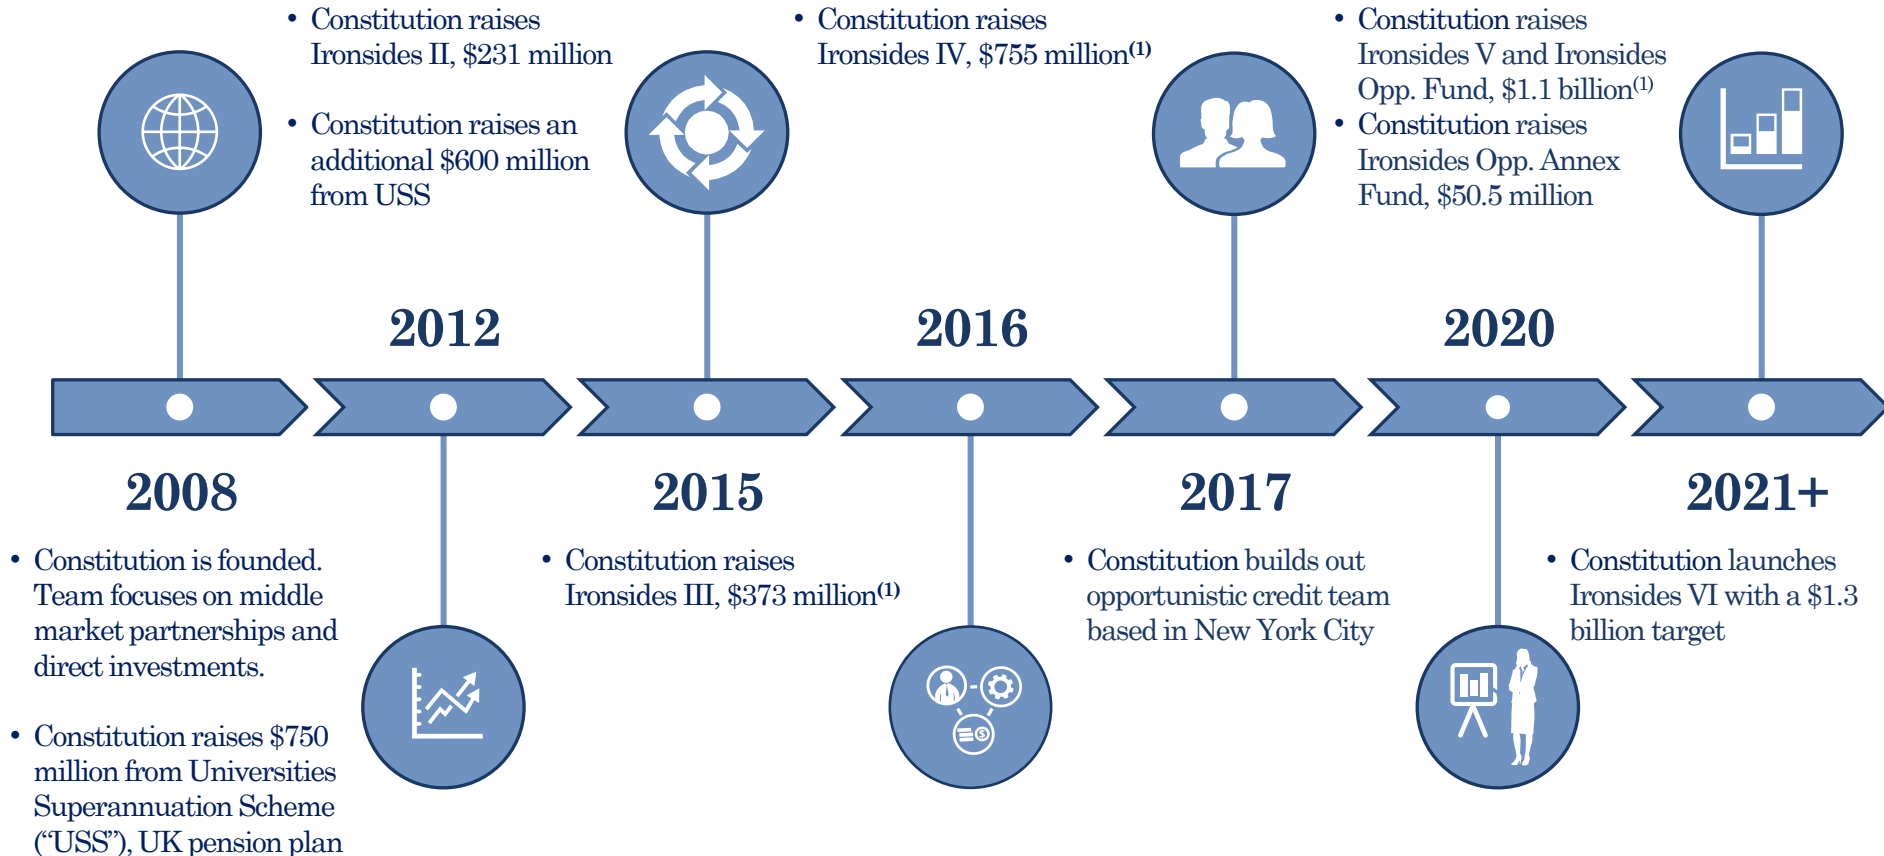 • Constitution raises
Ironsides II, $231 million
• Constitution raises an
additional $600 million
from USS
• Constitution raises
Ironsides IV, $755 million(1)
• Constitution raises
Ironsides V and Ironsides
Opp. Fund, $1.1 billion(1)
• Constitution raises
Ironsides Opp. Annex
Fund, $50.5 million
2012
2016
2020
2008
2015
2017
2021+
• Constitution is founded.
Team focuses on middle
market partnerships and
direct investments.
• Constitution raises $750
million from Universities
Superannuation Scheme
(“USS”), UK pension plan
• Constitution raises
Ironsides III, $373 million(1)
• Constitution builds out
opportunistic credit team
based in New York City
• Constitution launches
Ironsides VI with a $1.3
billion target
$